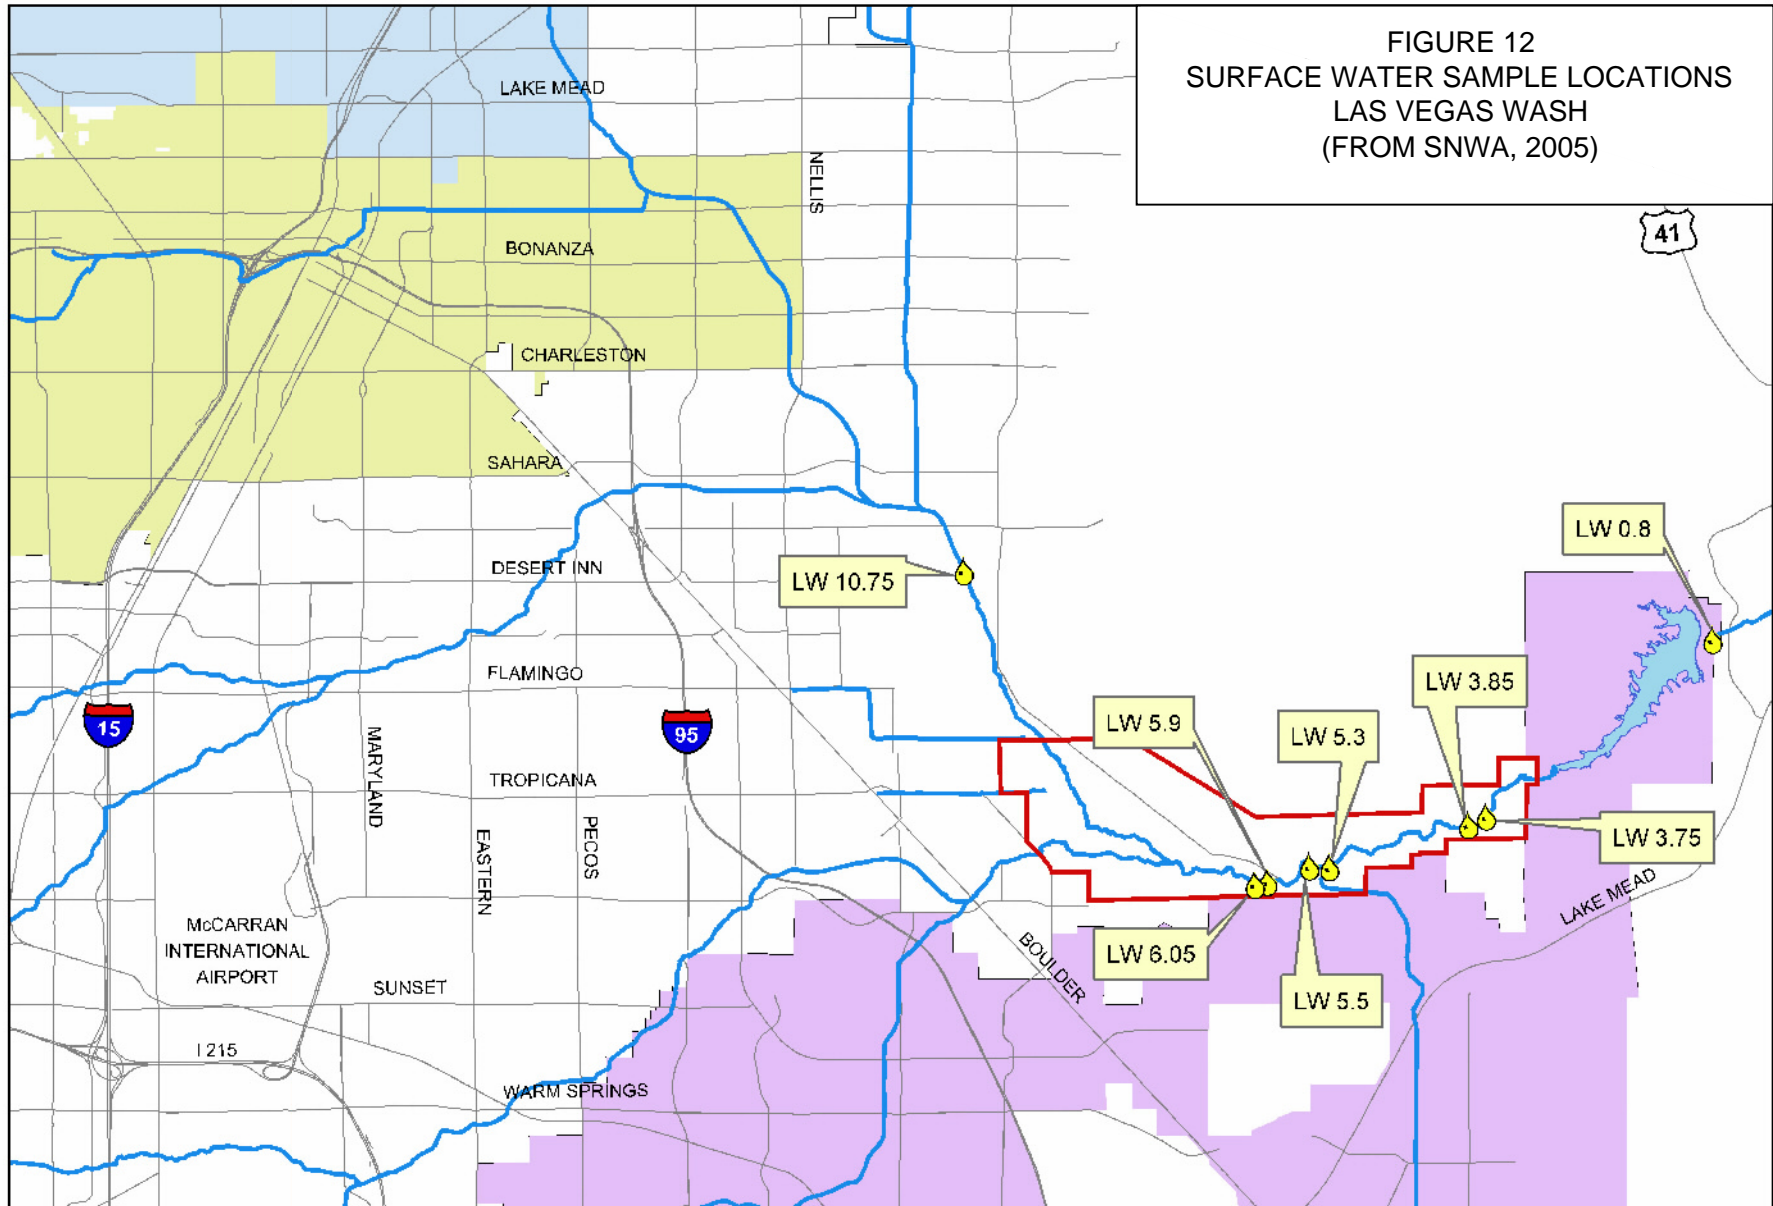 FIGURE 12
SURFACE WATER SAMPLE LOCATIONS
LAS VEGAS WASH
(FROM SNWA, 2005)
LAKE MEAD
NELLIS
41
BONANZA
CHARLESTON
SAHARA
LW 0.8
DESERT INN
LW 10.75
FLAMINGO
LW 3.85
15
95
LW 5.9
LW 5.3
MARYLAND
TROPICANA
EASTERN
PECOS
LW 3.75
LAKE MEAD
McCARRAN
INTERNATIONAL
AIRPORT
BOULDER
LW 6.05
SUNSET
LW 5.5
I 215
WARM SPRINGS